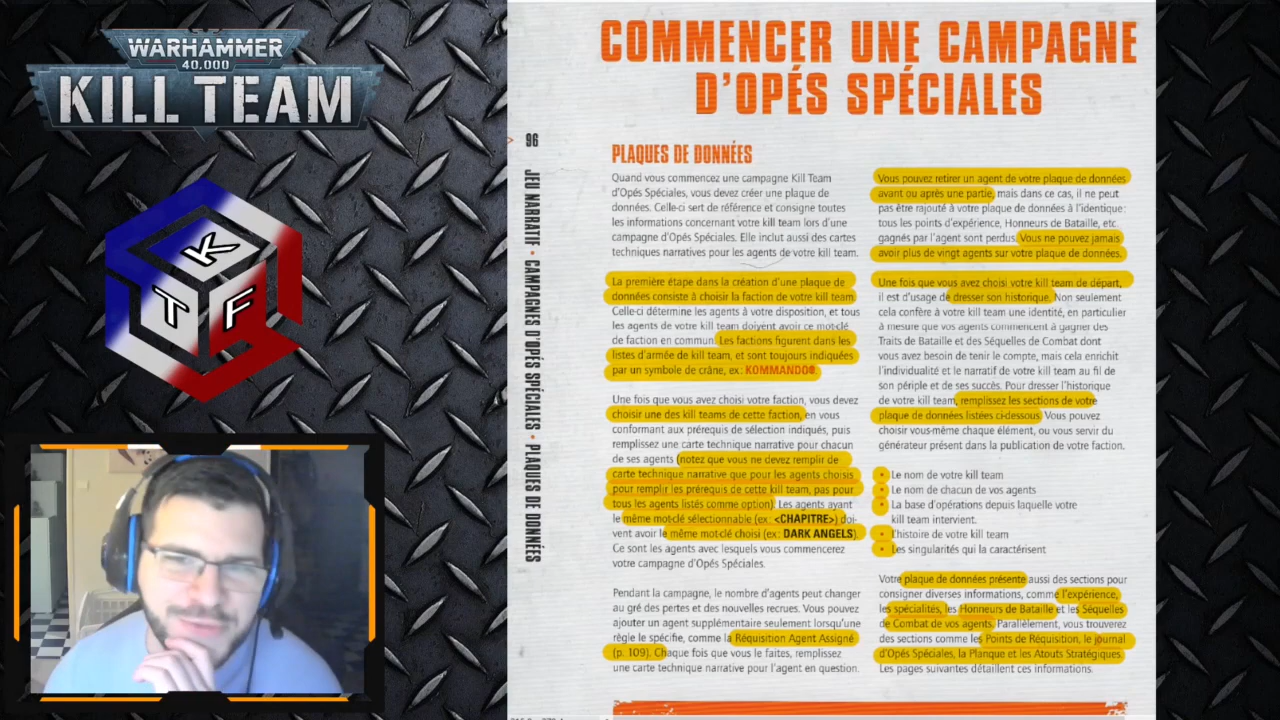 WARHAMMER
40,000
KILL TEAM
K
T F
COMMENCER UNE CAMPAGNE
D'OPÉS SPÉCIALES
96
JEU NARRATIF • CAMPAGNES D'OPÉS SPÉCIALES • PLAQUES DE DONNÉES
PLAQUES DE DONNÉES
Quand vous commencez une campagne Kill Team
d'Opés Spéciales, vous devez créer une plaque de
données. Celle-ci sert de référence et consigne toutes
les informations concernant votre kill team lors d'une
campagne d'Opés Spéciales. Elle inclut aussi des cartes
techniques narratives pour les agents de votre kill team.
La première étape dans la création d'une plaque de
données consiste à choisir la faction de votre kill team.
Celle-ci détermine les agents à votre disposition, et tous
les agents de votre kill team doivent avoir ce mot-clé
de faction en commun. Les factions figurent dans les
listes d'armée de kill team, et sont toujours indiquées
par un symbole de crâne, ex: KOMMANDO.
Une fois que vous avez choisi votre faction, vous devez
choisir une des kill teams de cette faction, en vous
conformant aux prérequis de sélection indiqués, puis
remplissez une carte technique narrative pour chacun
de ses agents (notez que vous ne devez remplir de
carte technique narrative que pour les agents choisis
pour remplir les prérequis de cette kill team, pas pour
tous les agents listés comme option). Les agents ayant
le même mot-clé sélectionnable (ex: <CHAPITRE>) doi-
vent avoir le même mot-clé choisi (ex: DARK ANGELS).
Ce sont les agents avec lesquels vous commencerez
votre campagne d'Opés Spéciales.
Pendant la campagne, le nombre d'agents peut changer
au gré des pertes et des nouvelles recrues. Vous pouvez
ajouter un agent supplémentaire seulement lorsqu'une
règle le spécifie, comme la Réquisition Agent Assigné
(p. 109). Chaque fois que vous le faites, remplissez
une carte technique narrative pour l'agent en question.
Vous pouvez retirer un agent de votre plaque de données
avant ou après une partie, mais dans ce cas, il ne peut
pas être rajouté à votre plaque de données à l'identique:
tous les points d'expérience, Honneurs de Bataille, etc.
gagnés par l'agent sont perdus. Vous ne pouvez jamais
avoir plus de vingt agents sur votre plaque de données.
Une fois que vous avez choisi votre kill team de départ,
il est d'usage de dresser son historique. Non seulement
cela confère à votre kill team une identité, en particulier
à mesure que vos agents commencent à gagner des
Traits de Bataille et des Séquelles de Combat dont
vous avez besoin de tenir le compte, mais cela enrichit
l'individualité et le narratif de votre kill team au fil de
son périple et de ses succès. Pour dresser l'historique
de votre kill team, remplissez les sections de votre
plaque de données listées ci-dessous. Vous pouvez
choisir vous-même chaque élément, ou vous servir du
générateur présent dans la publication de votre faction.
• Le nom de votre kill team
• Le nom de chacun de vos agents
• La base d'opérations depuis laquelle votre
kill team intervient.
• L'histoire de votre kill team
• Les singularités qui la caractérisent
Votre plaque de données présente aussi des sections pour
consigner diverses informations, comme l'expérience,
les spécialités, les Honneurs de Bataille et les Séquelles
de Combat de vos agents. Parallèlement, vous trouverez
des sections comme les Points de Réquisition, le journal
d'Opés Spéciales, la Planque et les Atouts Stratégiques.
Les pages suivantes détaillent ces informations.